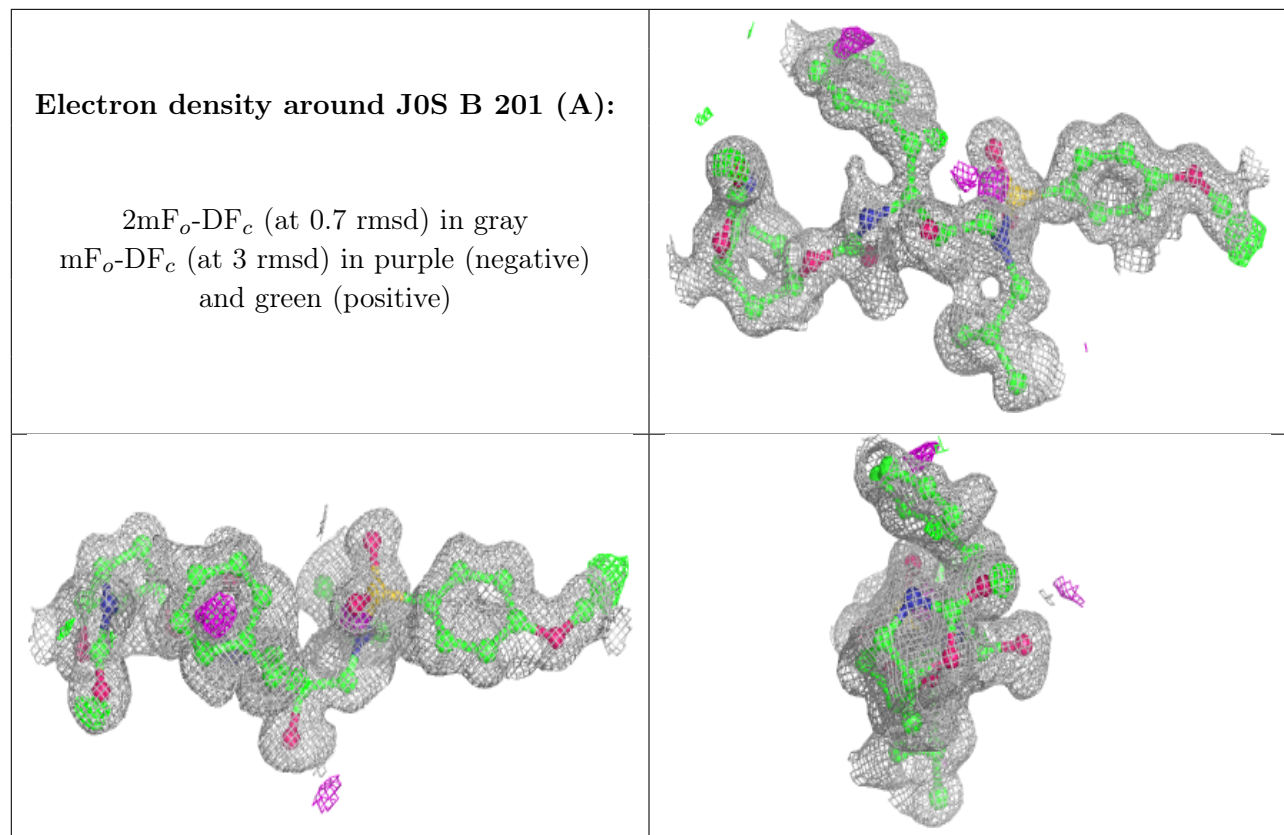 Electron density around J0S B 201 (A):
2mFo-DFc (at 0.7 rmsd) in gray
mFo-DFc (at 3 rmsd) in purple (negative)
and green (positive)